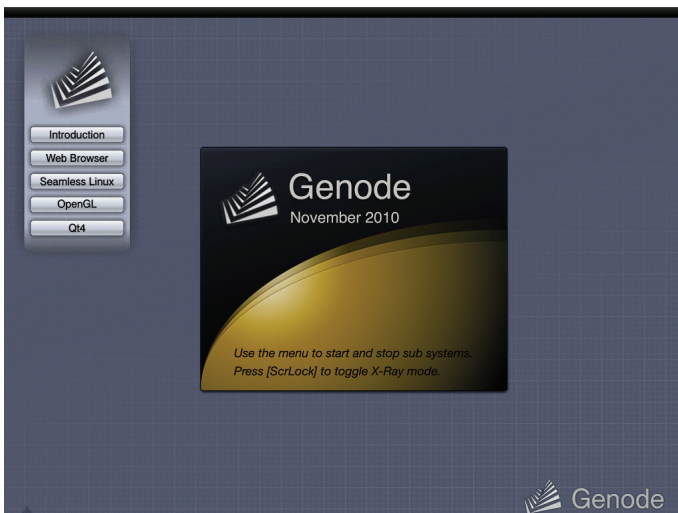 Introduction
Web Browser
Seamless Linux
OpenGL
Qt4
Genode
November 2010
Use the menu to start and stop sub systems.
Press [ScrLock] to toggle X-Ray mode.
Genode